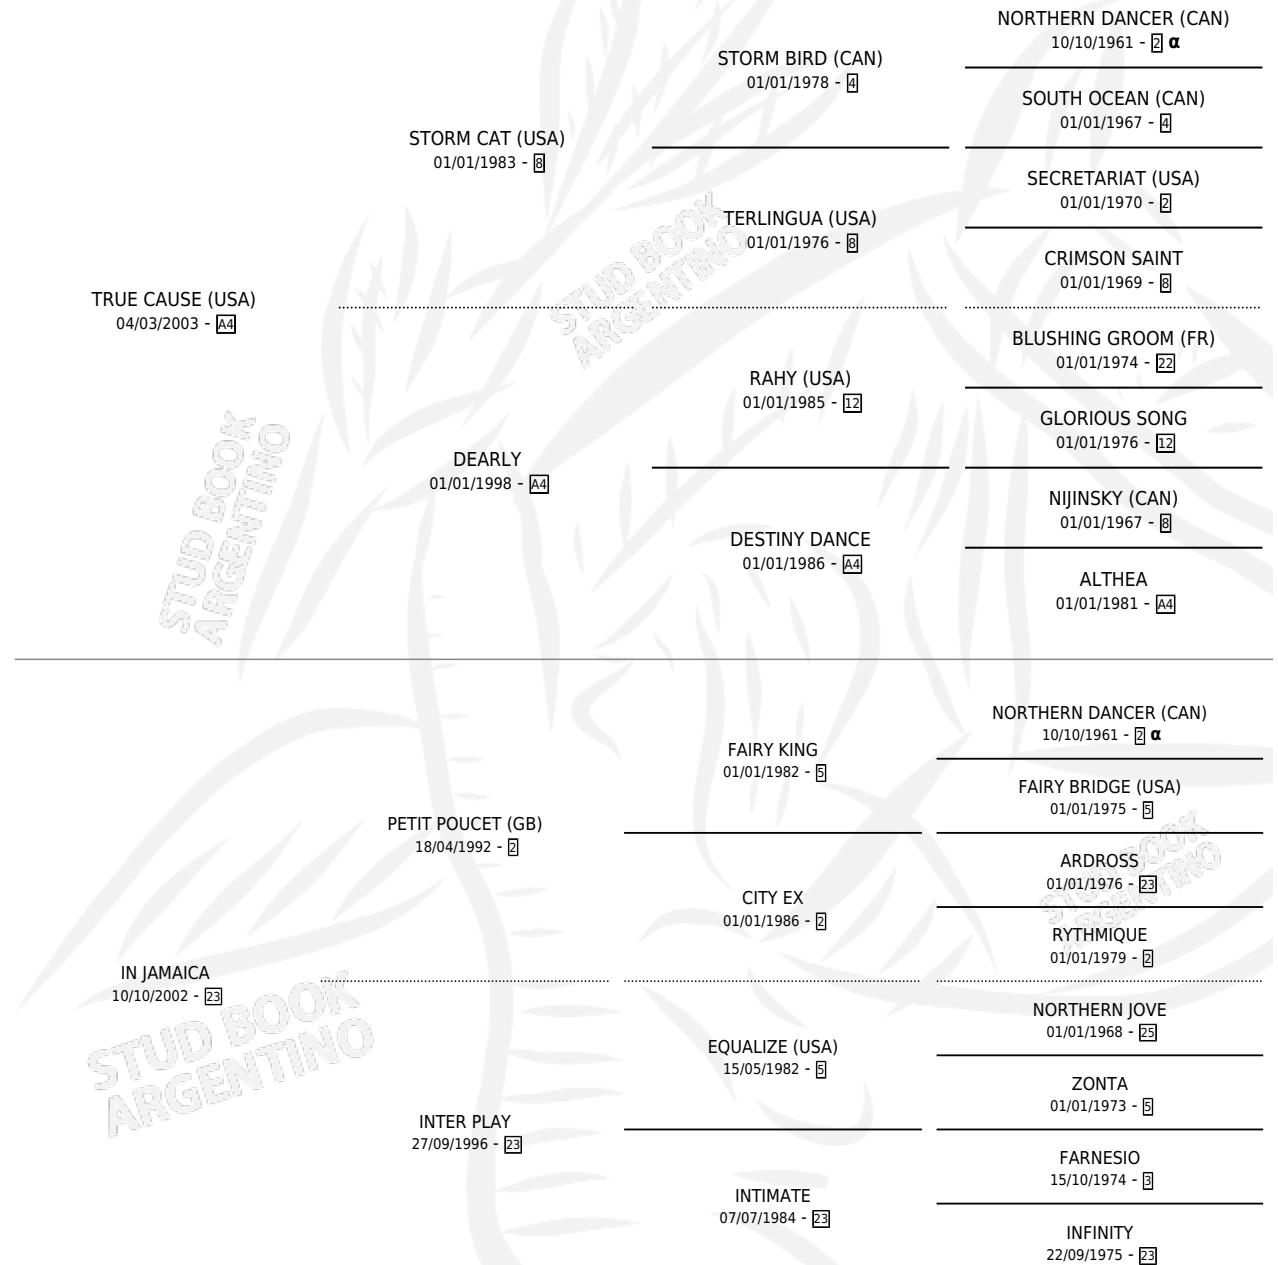 NORTHERN DANCER (CAN)
10/10/1961 - 2 α
STORM BIRD (CAN)
01/01/1978 - 4
SOUTH OCEAN (CAN)
01/01/1967 - 4
STORM CAT (USA)
01/01/1983 - 8
SECRETARIAT (USA)
01/01/1970 - 2
TERLINGUA (USA)
01/01/1976 - 8
CRIMSON SAINT
01/01/1969 - 8
TRUE CAUSE (USA)
04/03/2003 - A4
BLUSHING GROOM (FR)
01/01/1974 - 22
RAHY (USA)
01/01/1985 - 12
GLORIOUS SONG
01/01/1976 - 12
DEARLY
01/01/1998 - A4
NIJINSKY (CAN)
01/01/1967 - 8
DESTINY DANCE
01/01/1986 - A4
ALTHEA
01/01/1981 - A4
NORTHERN DANCER (CAN)
10/10/1961 - 2 α
FAIRY KING
01/01/1982 - 5
FAIRY BRIDGE (USA)
01/01/1975 - 5
PETIT POUCET (GB)
18/04/1992 - 2
ARDROSS
01/01/1976 - 23
CITY EX
01/01/1986 - 2
RYTHMIQUE
01/01/1979 - 2
IN JAMAICA
10/10/2002 - 23
NORTHERN JOVE
01/01/1968 - 25
EQUALIZE (USA)
15/05/1982 - 5
ZONTA
01/01/1973 - 5
INTER PLAY
27/09/1996 - 23
FARNESIO
15/10/1974 - 3
INTIMATE
07/07/1984 - 23
INFINITY
22/09/1975 - 23
STUD BOOK
ARGENTINO
STUD BOOK
ARGENTINO
STUD BOOK
ARGENTINO
STUD BOOK
ARGENTINO